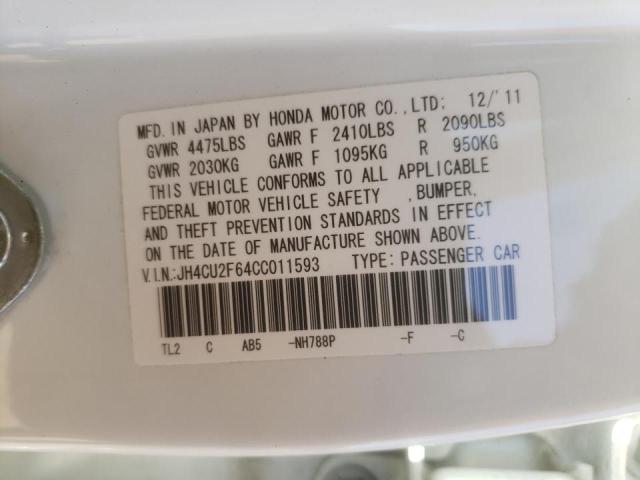 MFD. IN JAPAN BY HONDA MOTOR CO., LTD; 12/'11
GVWR 4475LBS GAWR F 2410LBS R 2090LBS
GVWR 2030KG GAWR F 1095KG R 950KG
THIS VEHICLE CONFORMS TO ALL APPLICABLE
FEDERAL MOTOR VEHICLE SAFETY , BUMPER,
AND THEFT PREVENTION STANDARDS IN EFFECT
ON THE DATE OF MANUFACTURE SHOWN ABOVE.
V.I.N.:JH4CU2F64CC011593 TYPE: PASSENGER CAR
TL2 C AB5 -NH788P -F -C